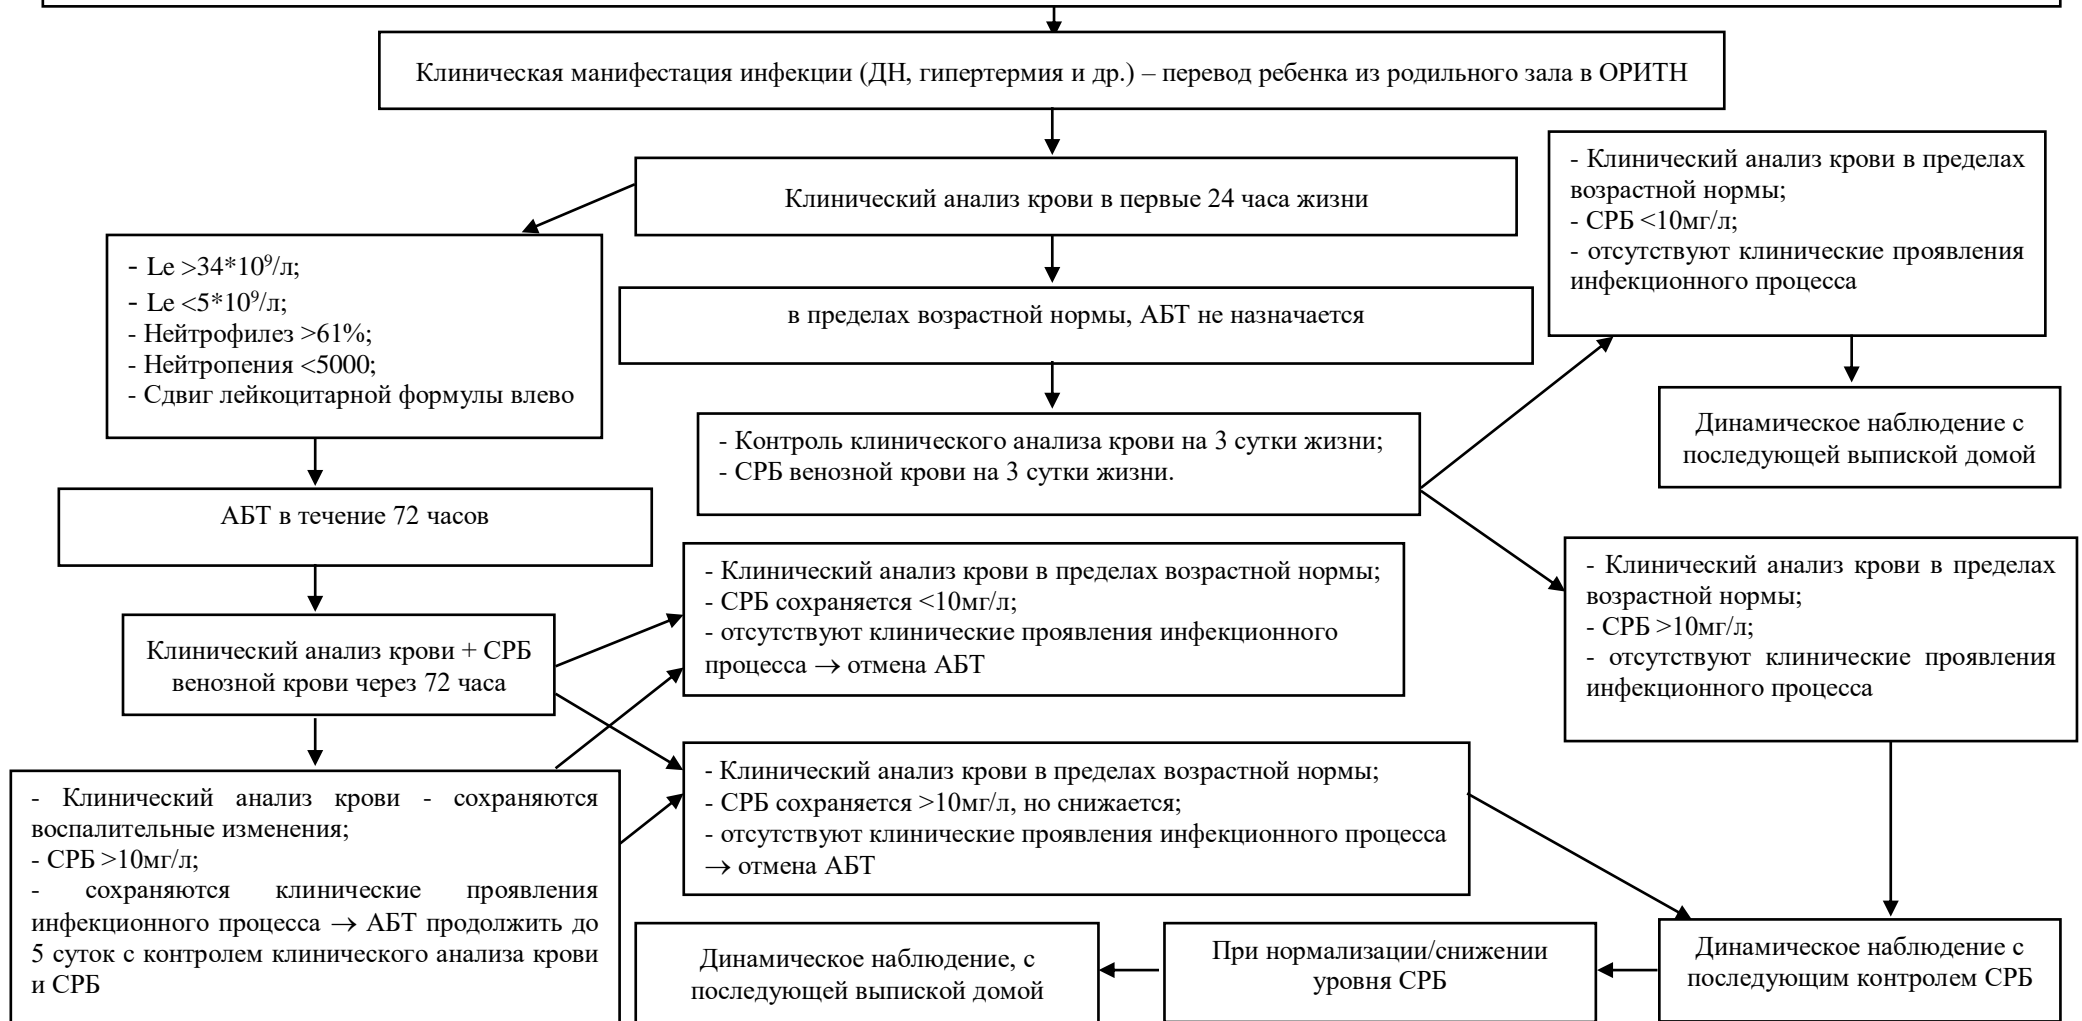 Клиническая манифестация инфекции (ДН, гипертермия и др.) – перевод ребенка из родильного зала в ОРИТН
Клинический анализ крови в первые 24 часа жизни
- Le >34*10⁹/л;
- Le <5*10⁹/л;
- Нейтрофилез >61%;
- Нейтропения <5000;
- Сдвиг лейкоцитарной формулы влево
в пределах возрастной нормы, АБТ не назначается
- Клинический анализ крови в пределах
возрастной нормы;
- СРБ <10мг/л;
- отсутствуют клинические проявления
инфекционного процесса
Динамическое наблюдение с
последующей выпиской домой
- Контроль клинического анализа крови на 3 сутки жизни;
- СРБ венозной крови на 3 сутки жизни.
АБТ в течение 72 часов
- Клинический анализ крови в пределах возрастной нормы;
- СРБ сохраняется <10мг/л;
- отсутствуют клинические проявления инфекционного
процесса → отмена АБТ
- Клинический анализ крови в пределах
возрастной нормы;
- СРБ >10мг/л;
- отсутствуют клинические проявления
инфекционного процесса
Клинический анализ крови + СРБ
венозной крови через 72 часа
- Клинический анализ крови - сохраняются
воспалительные изменения;
- СРБ >10мг/л;
- сохраняются клинические проявления
инфекционного процесса → АБТ продолжить до
5 суток с контролем клинического анализа крови
и СРБ
- Клинический анализ крови в пределах возрастной нормы;
- СРБ сохраняется >10мг/л, но снижается;
- отсутствуют клинические проявления инфекционного процесса
→ отмена АБТ
Динамическое наблюдение, с
последующей выпиской домой
При нормализации/снижении
уровня СРБ
Динамическое наблюдение с
последующим контролем СРБ